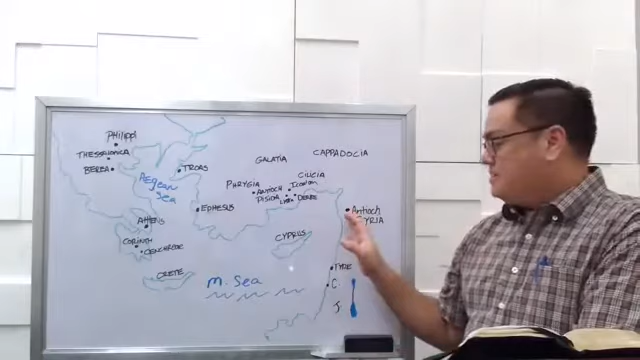 Philippi
THESSALONICA
BEREA
TROAS
Aegean
Sea
GALATIA
CAPPADOCIA
CILICIA
PHRYGIA
ANTIOCH
PISIDIA
Iconium
DERBE
EPHESUS
Antioch
SYRIA
ATHENS
CORINTH
CENCHREAE
CYPRUS
CRETE
M. Sea
TYRE
C
J